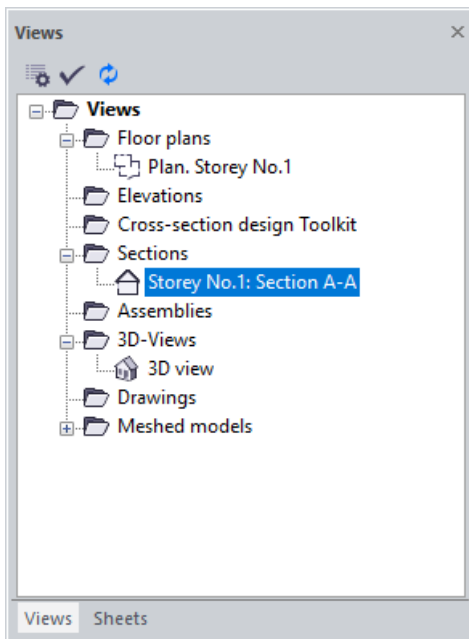 Views
Views
Floor plans
Plan. Storey No.1
Elevations
Cross-section design Toolkit
Sections
Storey No.1: Section A-A
Assemblies
3D-Views
3D view
Drawings
Meshed models
Views Sheets